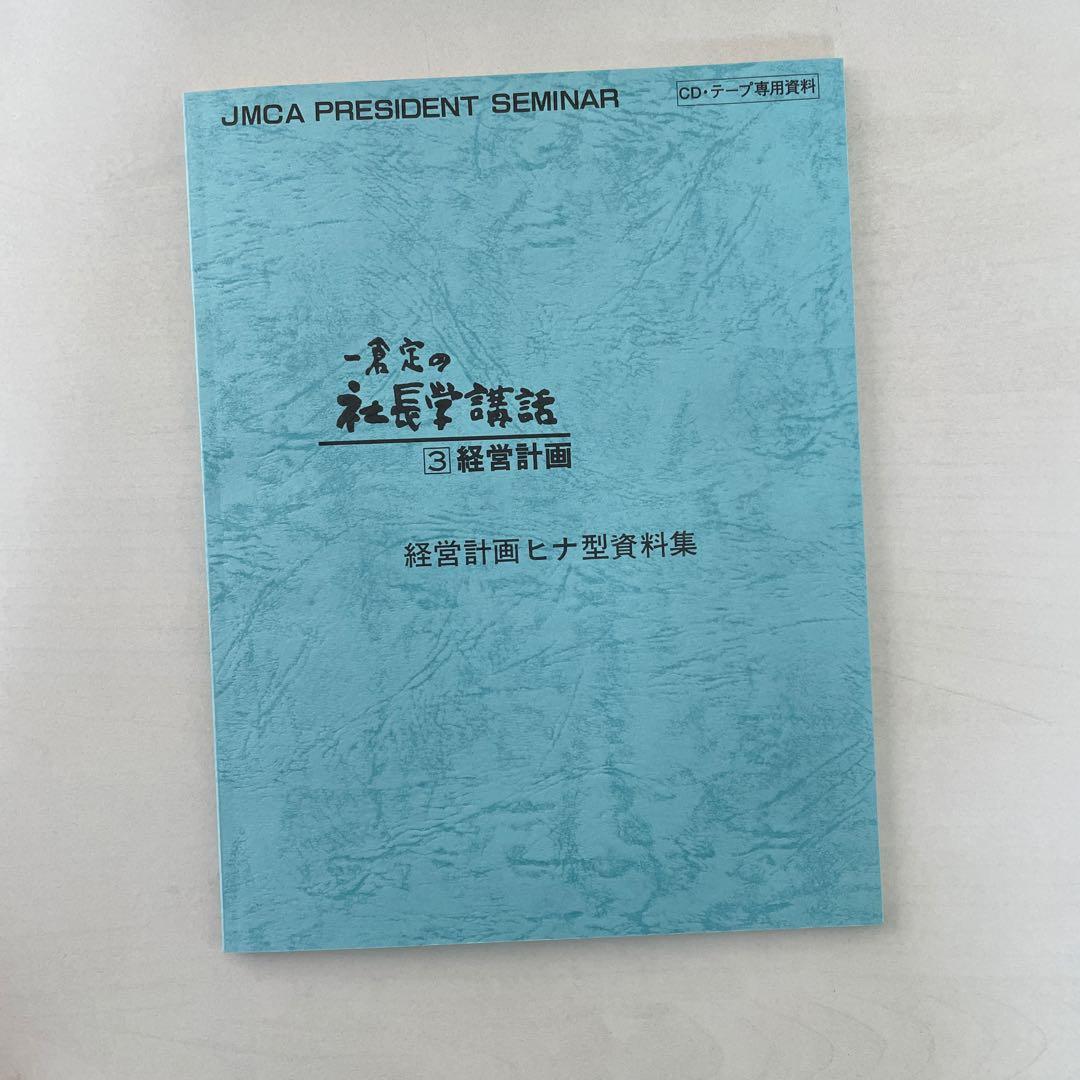 JMCA PRESIDENT SEMINAR
CD・テープ専用資料
一倉定の
社長学講話
3 経営計画
経営計画ヒナ型資料集